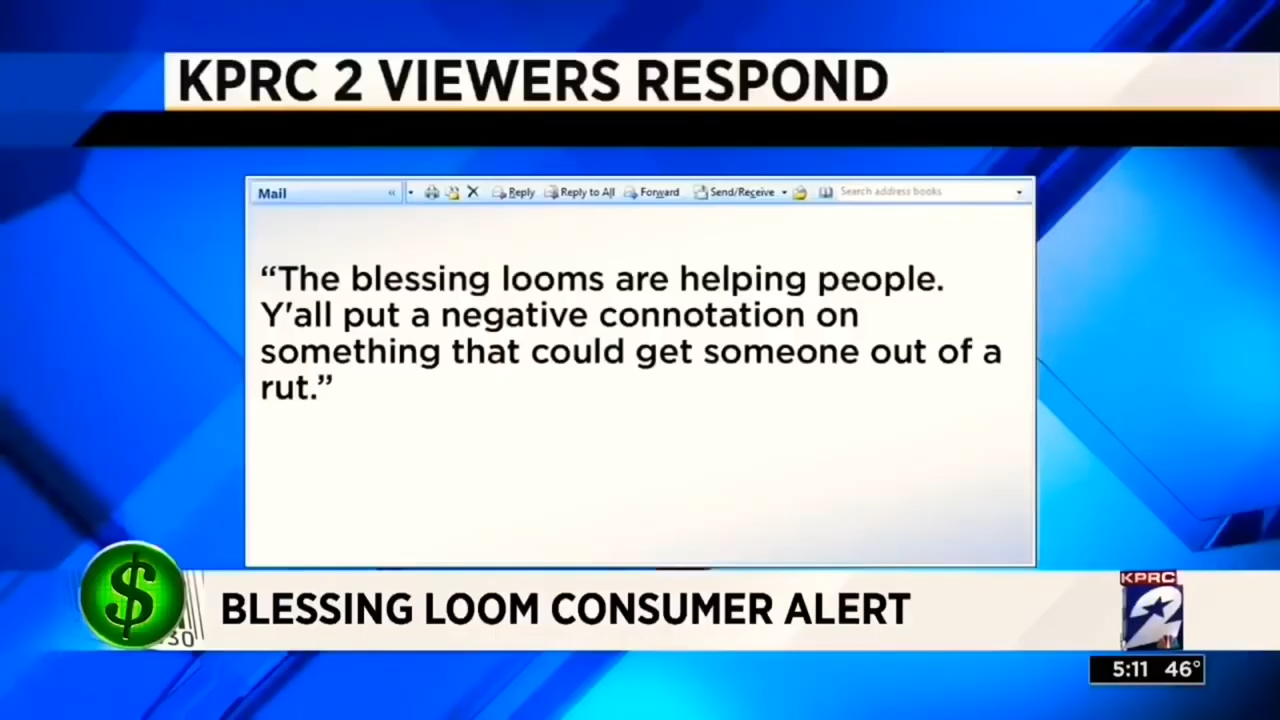 KPRC 2 VIEWERS RESPOND
Mail « Reply Reply to All Forward Send/Receive Search address books
“The blessing looms are helping people.
Y'all put a negative connotation on
something that could get someone out of a
rut.”
$
30
BLESSING LOOM CONSUMER ALERT
KPRC
2
5:11 46°